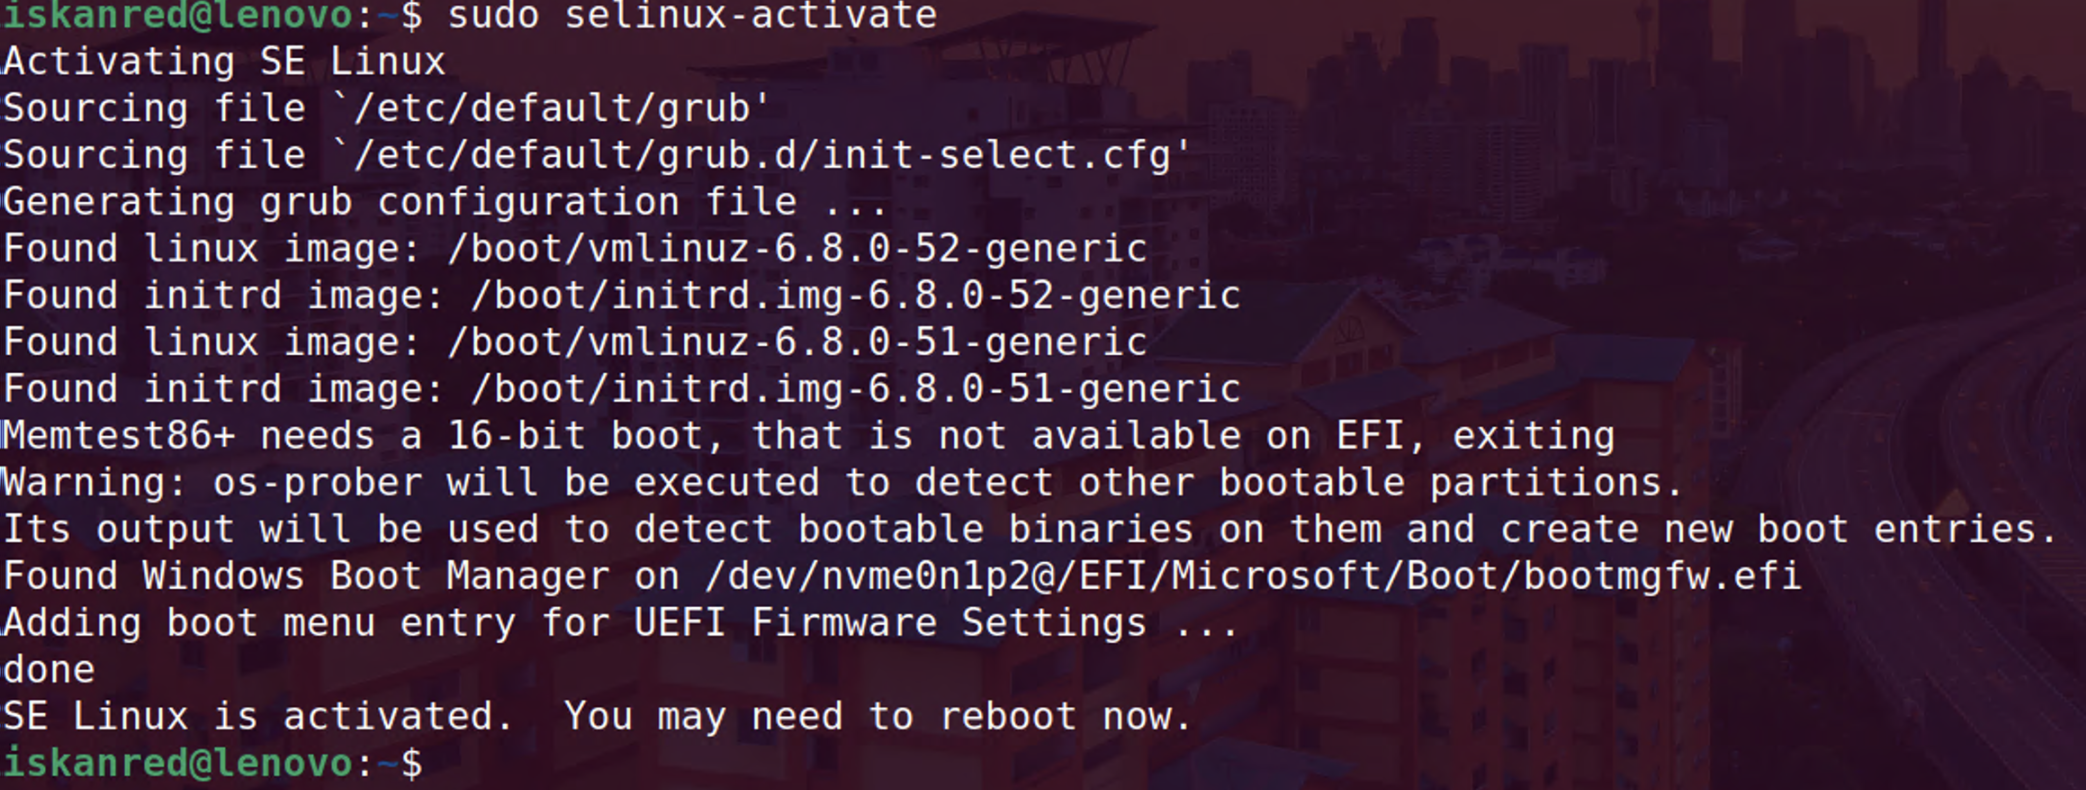 iskanred@lenovo:~$ sudo selinux-activate
Activating SE Linux
Sourcing file `/etc/default/grub'
Sourcing file `/etc/default/grub.d/init-select.cfg'
Generating grub configuration file ...
Found linux image: /boot/vmlinuz-6.8.0-52-generic
Found initrd image: /boot/initrd.img-6.8.0-52-generic
Found linux image: /boot/vmlinuz-6.8.0-51-generic
Found initrd image: /boot/initrd.img-6.8.0-51-generic
Memtest86+ needs a 16-bit boot, that is not available on EFI, exiting
Warning: os-prober will be executed to detect other bootable partitions.
Its output will be used to detect bootable binaries on them and create new boot entries.
Found Windows Boot Manager on /dev/nvme0n1p2@/EFI/Microsoft/Boot/bootmgfw.efi
Adding boot menu entry for UEFI Firmware Settings ...
done
SE Linux is activated.  You may need to reboot now.
iskanred@lenovo:~$